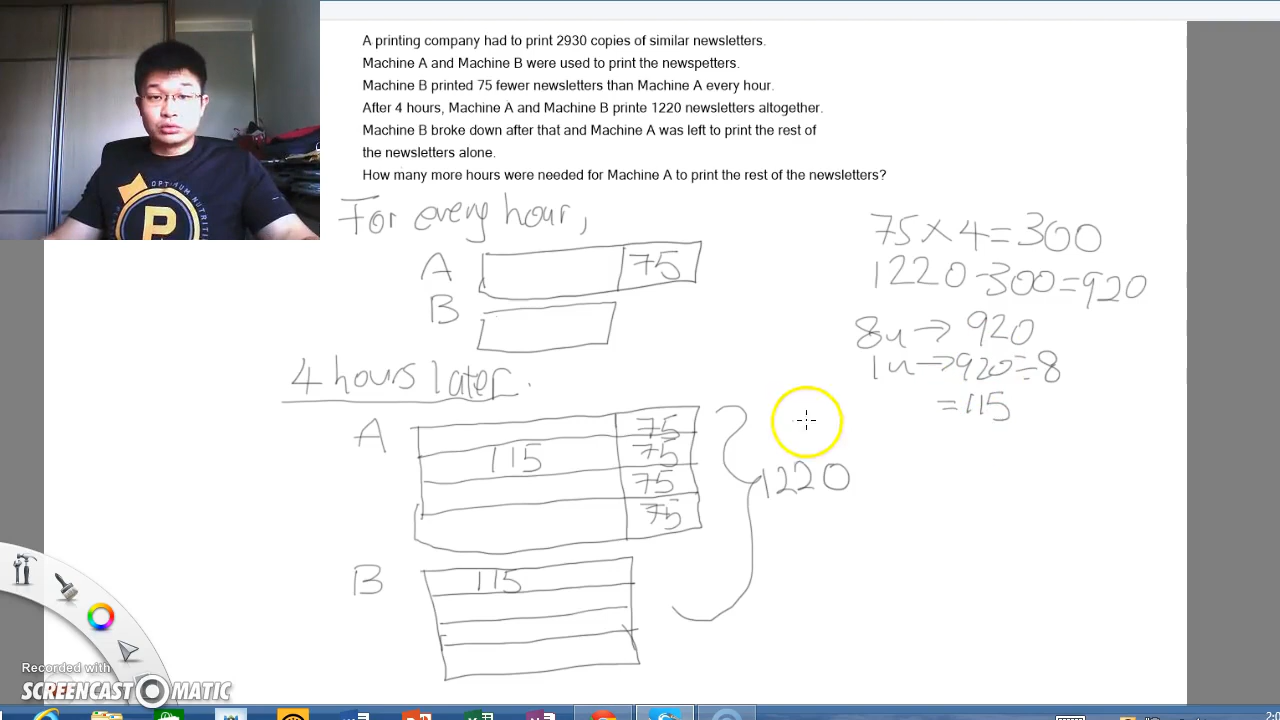 A printing company had to print 2930 copies of similar newsletters.
Machine A and Machine B were used to print the newspetters.
Machine B printed 75 fewer newsletters than Machine A every hour.
After 4 hours, Machine A and Machine B printe 1220 newsletters altogether.
Machine B broke down after that and Machine A was left to print the rest of
the newsletters alone.
How many more hours were needed for Machine A to print the rest of the newsletters?
OPTIMUM NUTRITION
P
For every hour,
A 75
B
75×4=300
1220-300=920
8u→920
1u→920÷8
=115
4 hours later.
A 75
115 75
75
75
1220
B 115
Recorded with
SCREENCAST O MATIC